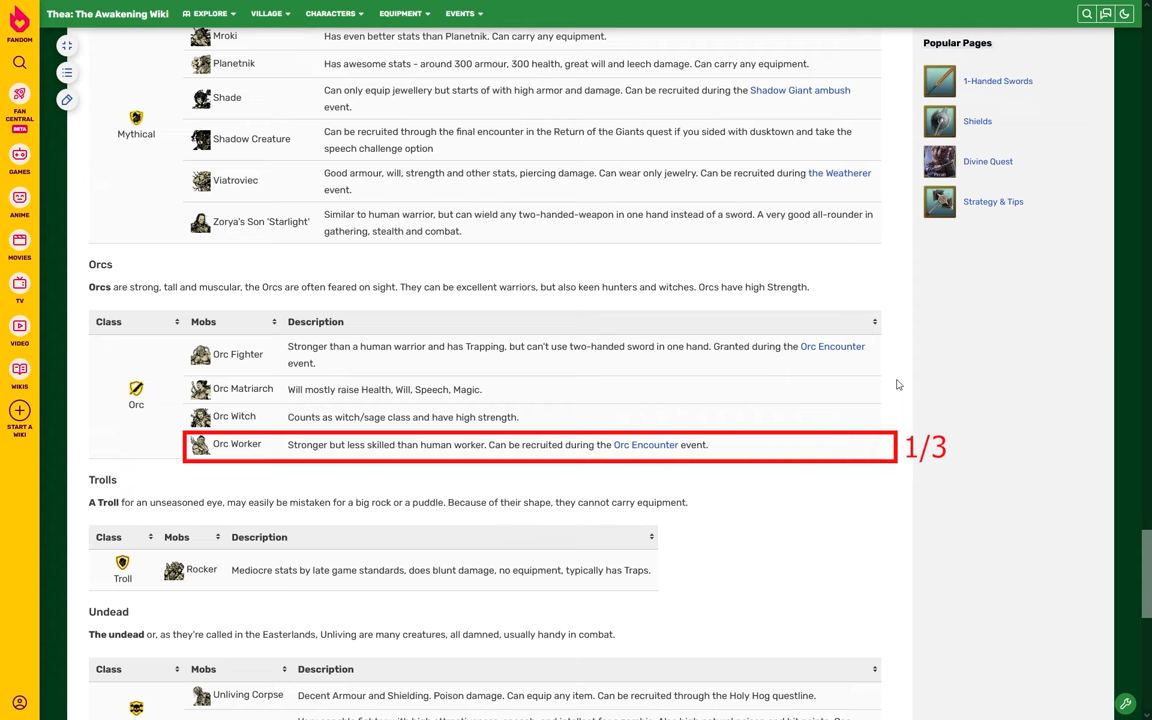 Thea: The Awakening Wiki
EXPLORE
VILLAGE
CHARACTERS
EQUIPMENT
EVENTS
FANDOM
FAN CENTRAL
BETA
GAMES
ANIME
MOVIES
TV
VIDEO
WIKIS
START A WIKI
Mythical
Mroki Has even better stats than Planetnik. Can carry any equipment.
Planetnik Has awesome stats - around 300 armour, 300 health, great will and leech damage. Can carry any equipment.
Shade Can only equip jewellery but starts of with high armor and damage. Can be recruited during the Shadow Giant ambush
event.
Shadow Creature Can be recruited through the final encounter in the Return of the Giants quest if you sided with dusktown and take the
speech challenge option
Viatroviec Good armour, will, strength and other stats, piercing damage. Can wear only jewelry. Can be recruited during the Weatherer
event.
Zorya's Son 'Starlight' Similar to human warrior, but can wield any two-handed-weapon in one hand instead of a sword. A very good all-rounder in
gathering, stealth and combat.
Orcs
Orcs are strong, tall and muscular, the Orcs are often feared on sight. They can be excellent warriors, but also keen hunters and witches. Orcs have high Strength.
Class Mobs Description
Orc
Orc Fighter Stronger than a human warrior and has Trapping, but can't use two-handed sword in one hand. Granted during the Orc Encounter
event.
Orc Matriarch Will mostly raise Health, Will, Speech, Magic.
Orc Witch Counts as witch/sage class and have high strength.
Orc Worker Stronger but less skilled than human worker. Can be recruited during the Orc Encounter event.
1/3
Trolls
A Troll for an unseasoned eye, may easily be mistaken for a big rock or a puddle. Because of their shape, they cannot carry equipment.
Class Mobs Description
Troll
Rocker Mediocre stats by late game standards, does blunt damage, no equipment, typically has Traps.
Undead
The undead or, as they're called in the Easterlands, Unliving are many creatures, all damned, usually handy in combat.
Class Mobs Description
Unliving Corpse Decent Armour and Shielding. Poison damage. Can equip any item. Can be recruited through the Holy Hog questline.
Popular Pages
1-Handed Swords
Shields
Divine Quest
Strategy & Tips